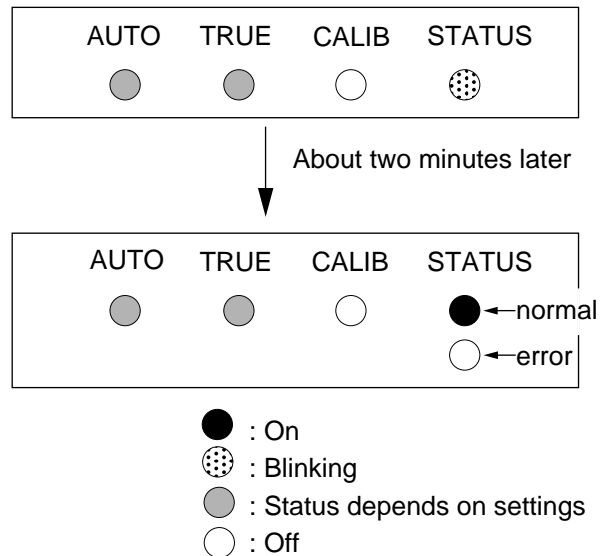 AUTO TRUE CALIB STATUS
About two minutes later
AUTO TRUE CALIB STATUS
normal
error
: On
: Blinking
: Status depends on settings
: Off